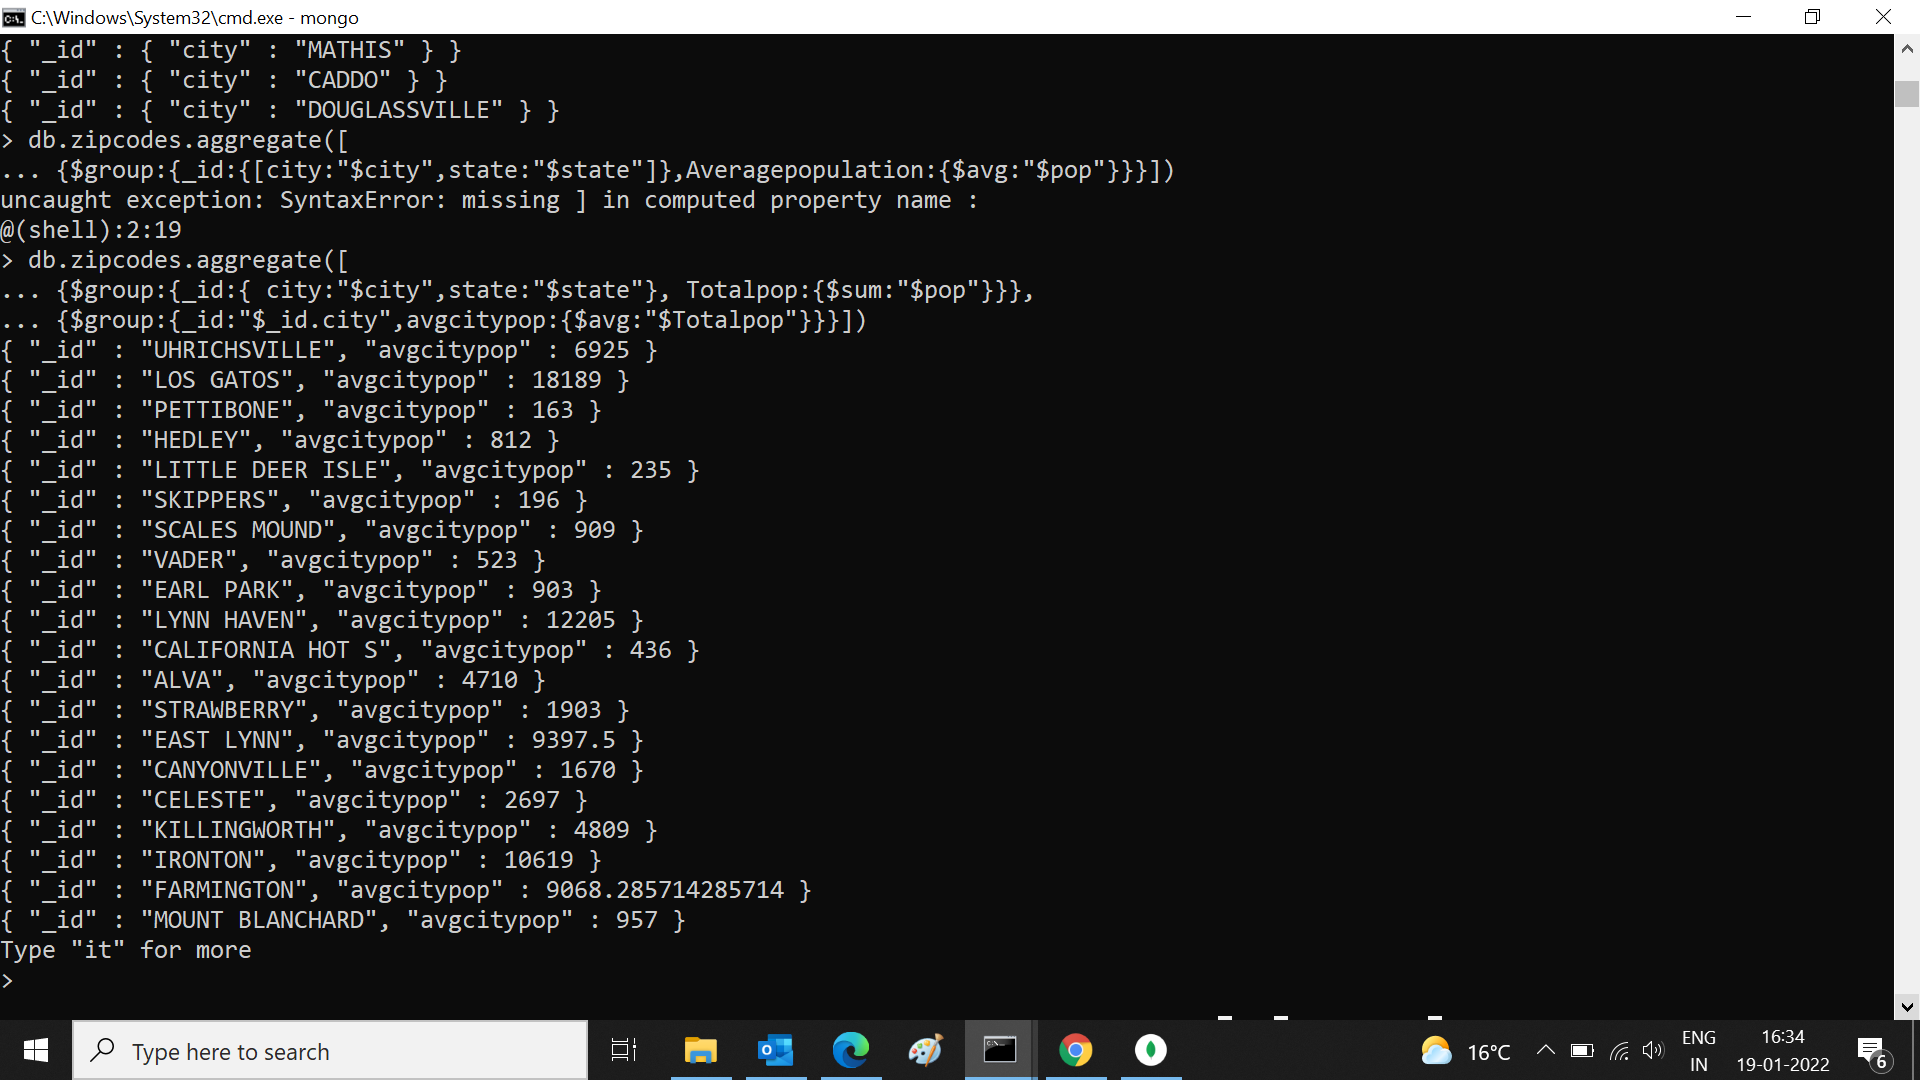 C:\Windows\System32\cmd.exe - mongo
{ "_id" : { "city" : "MATHIS" } }
{ "_id" : { "city" : "CADDO" } }
{ "_id" : { "city" : "DOUGLASSVILLE" } }
> db.zipcodes.aggregate([
... {$group:{_id:{[city:"$city",state:"$state"]},Averagepopulation:{$avg:"$pop"}}}])
uncaught exception: SyntaxError: missing ] in computed property name :
@(shell):2:19
> db.zipcodes.aggregate([
... {$group:{_id:{ city:"$city",state:"$state"}, Totalpop:{$sum:"$pop"}}},
... {$group:{_id:"$_id.city",avgcitypop:{$avg:"$Totalpop"}}}])
{ "_id" : "UHRICHSVILLE", "avgcitypop" : 6925 }
{ "_id" : "LOS GATOS", "avgcitypop" : 18189 }
{ "_id" : "PETTIBONE", "avgcitypop" : 163 }
{ "_id" : "HEDLEY", "avgcitypop" : 812 }
{ "_id" : "LITTLE DEER ISLE", "avgcitypop" : 235 }
{ "_id" : "SKIPPERS", "avgcitypop" : 196 }
{ "_id" : "SCALES MOUND", "avgcitypop" : 909 }
{ "_id" : "VADER", "avgcitypop" : 523 }
{ "_id" : "EARL PARK", "avgcitypop" : 903 }
{ "_id" : "LYNN HAVEN", "avgcitypop" : 12205 }
{ "_id" : "CALIFORNIA HOT S", "avgcitypop" : 436 }
{ "_id" : "ALVA", "avgcitypop" : 4710 }
{ "_id" : "STRAWBERRY", "avgcitypop" : 1903 }
{ "_id" : "EAST LYNN", "avgcitypop" : 9397.5 }
{ "_id" : "CANYONVILLE", "avgcitypop" : 1670 }
{ "_id" : "CELESTE", "avgcitypop" : 2697 }
{ "_id" : "KILLINGWORTH", "avgcitypop" : 4809 }
{ "_id" : "IRONTON", "avgcitypop" : 10619 }
{ "_id" : "FARMINGTON", "avgcitypop" : 9068.285714285714 }
{ "_id" : "MOUNT BLANCHARD", "avgcitypop" : 957 }
Type "it" for more
>
Type here to search
16°C
ENG
IN
16:34
19-01-2022
6